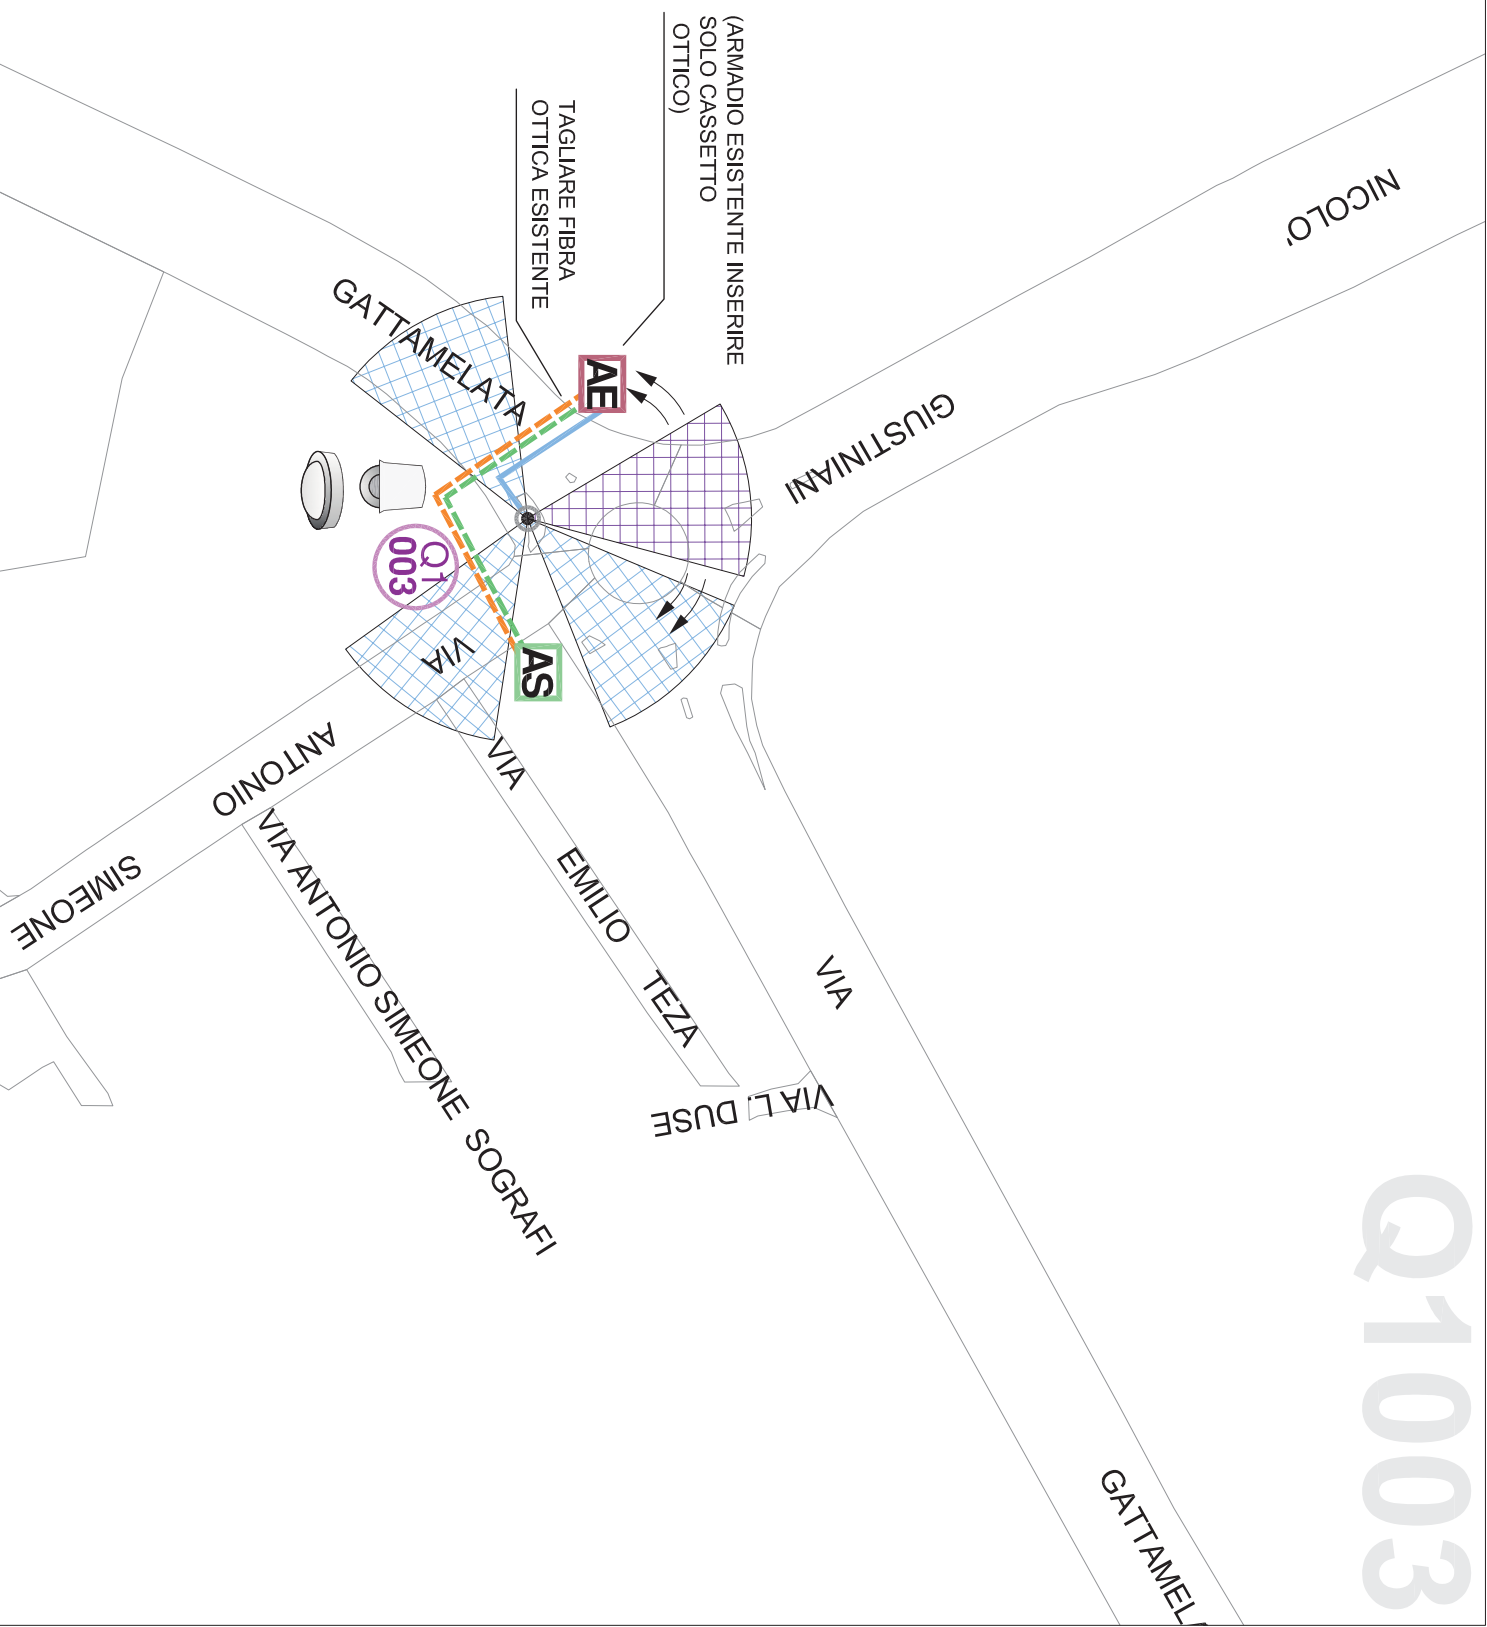 (ARMADIO ESISTENTE INSERIRE
SOLO CASSETTO
OTTICO)
TAGLIARE FIBRA
OTTICA ESISTENTE
NICOLO'
GIUSTINIANI
GATTAMELATA
AE
Q1
003
AS
VIA
ANTONIO
SIMEONE
VIA
EMILIO
TEZA
VIA ANTONIO SIMEONE SOGRAFI
VIA L. DUSE
VIA
GATTAMELA
Q1003